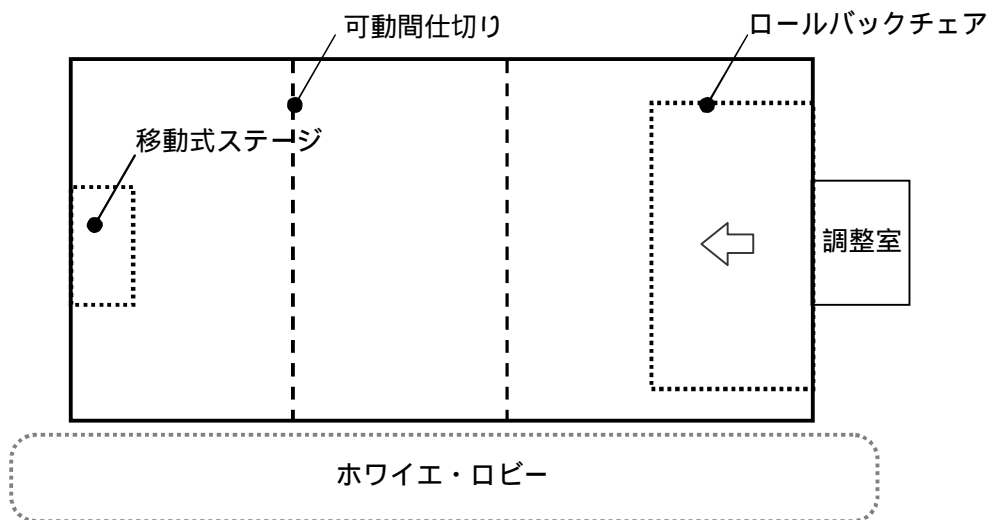 可動間仕切り
ロールバックチェア
移動式ステージ
調整室
ホワイエ・ロビー